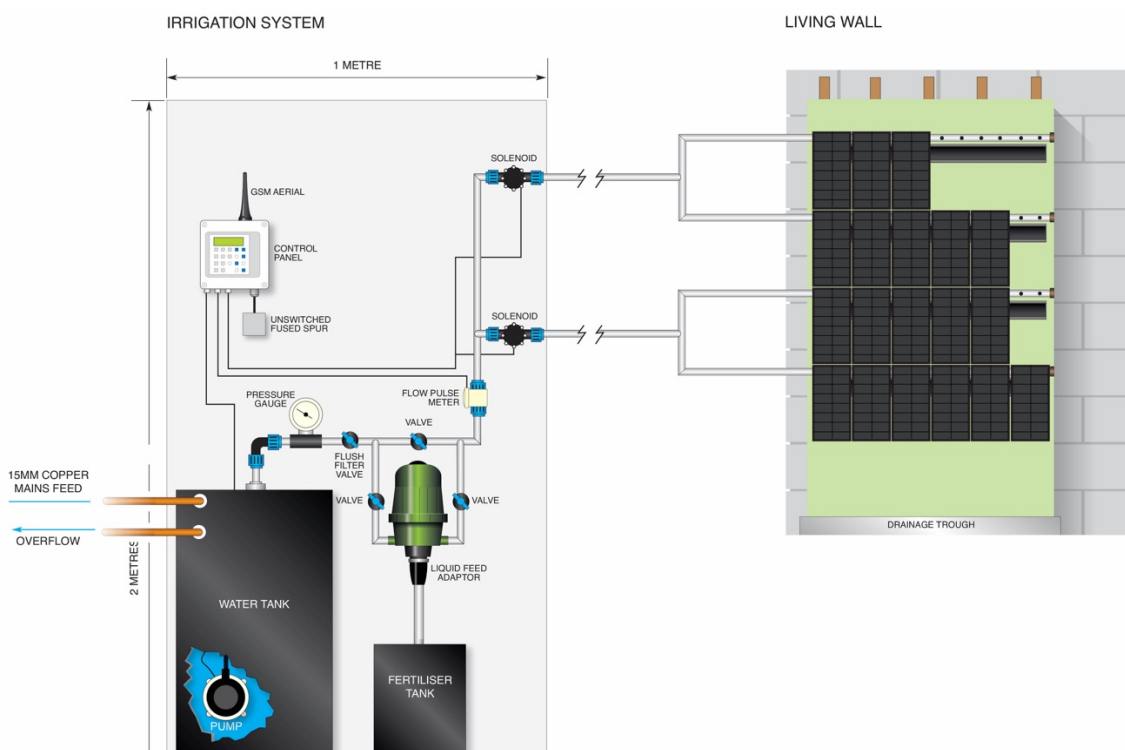 IRRIGATION SYSTEM
LIVING WALL
1 METRE
SOLENOID
GSM AERIAL
CONTROL
PANEL
UNSWITCHED
FUSED SPUR
SOLENOID
PRESSURE
GAUGE
FLOW PULSE
METER
VALVE
FLUSH
FILTER
VALVE
15MM COPPER
MAINS FEED
VALVE
VALVE
OVERFLOW
2 METRES
DRAINAGE TROUGH
LIQUID FEED
ADAPTOR
WATER TANK
FERTILISER
TANK
PUMP